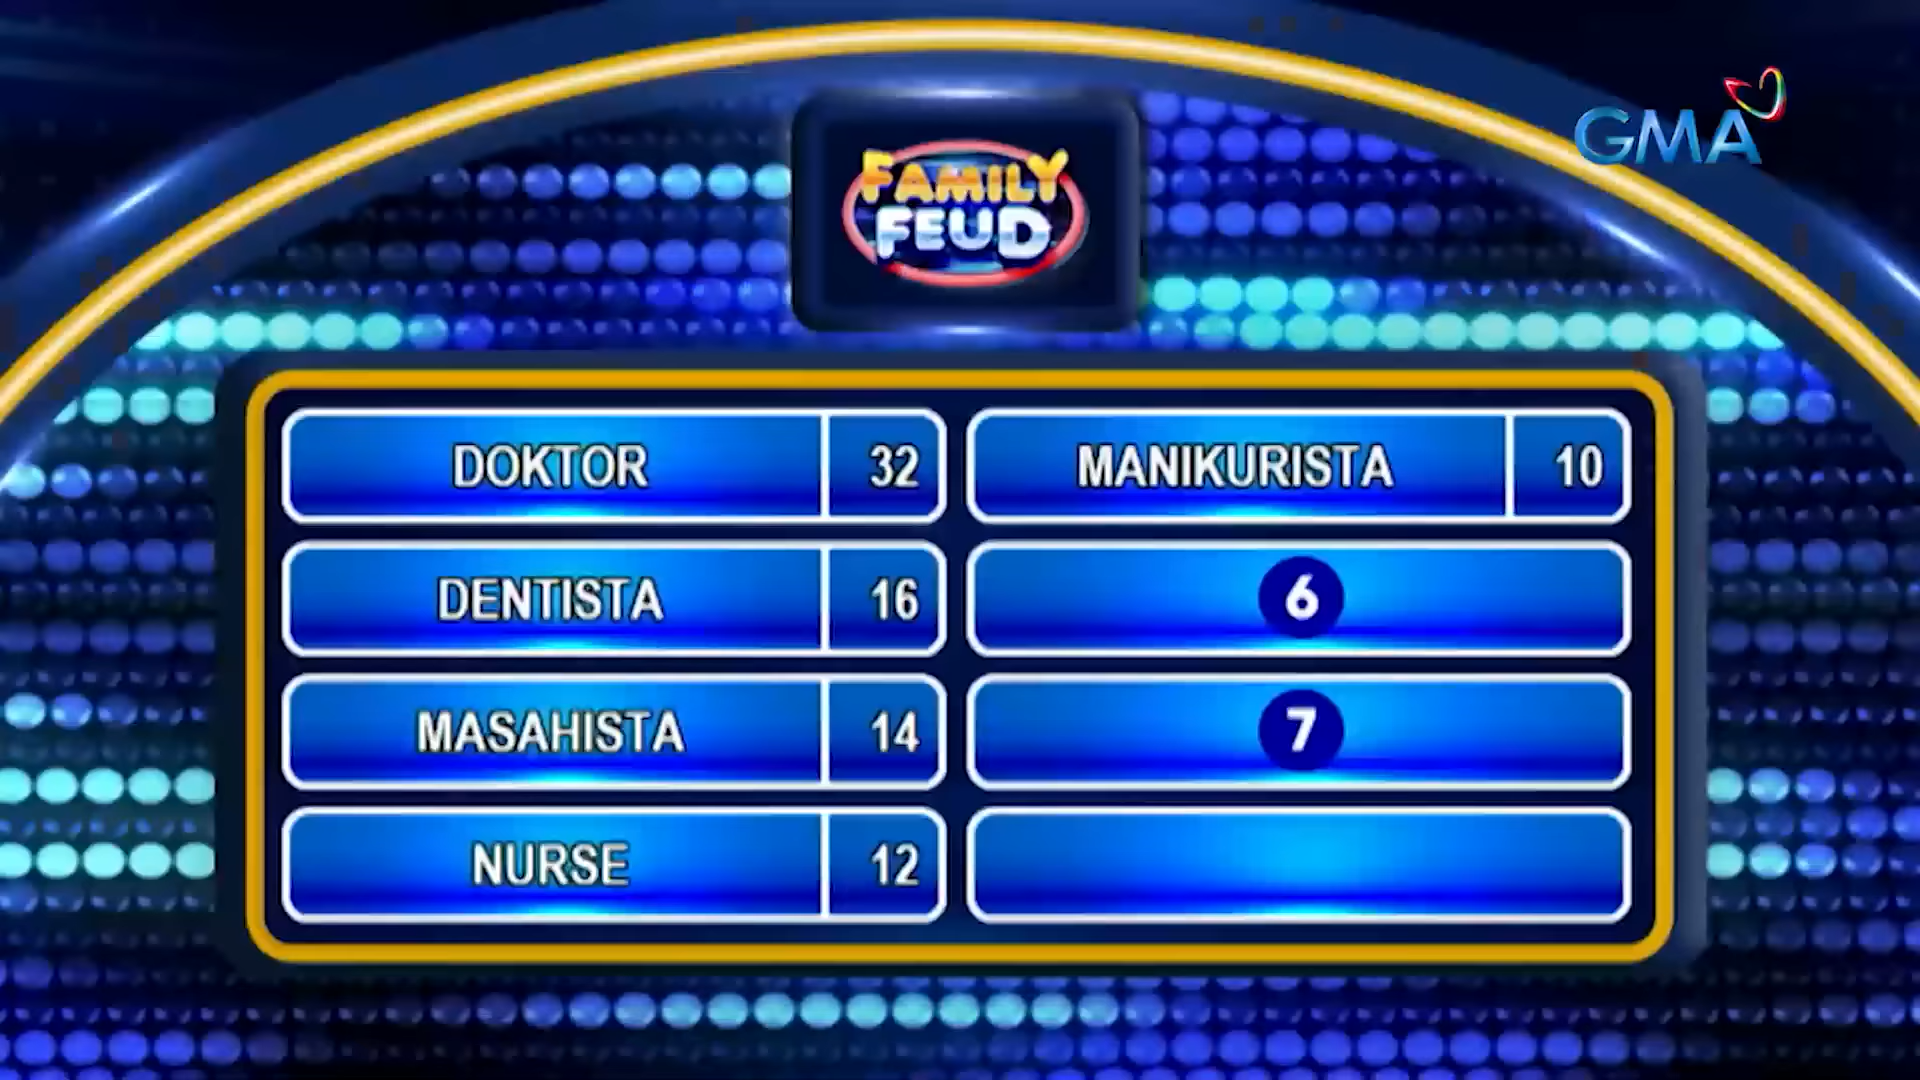 GMA
FAMILY
FEUD
DOKTOR 32
DENTISTA 16
MASAHISTA 14
NURSE 12
MANIKURISTA 10
6
7